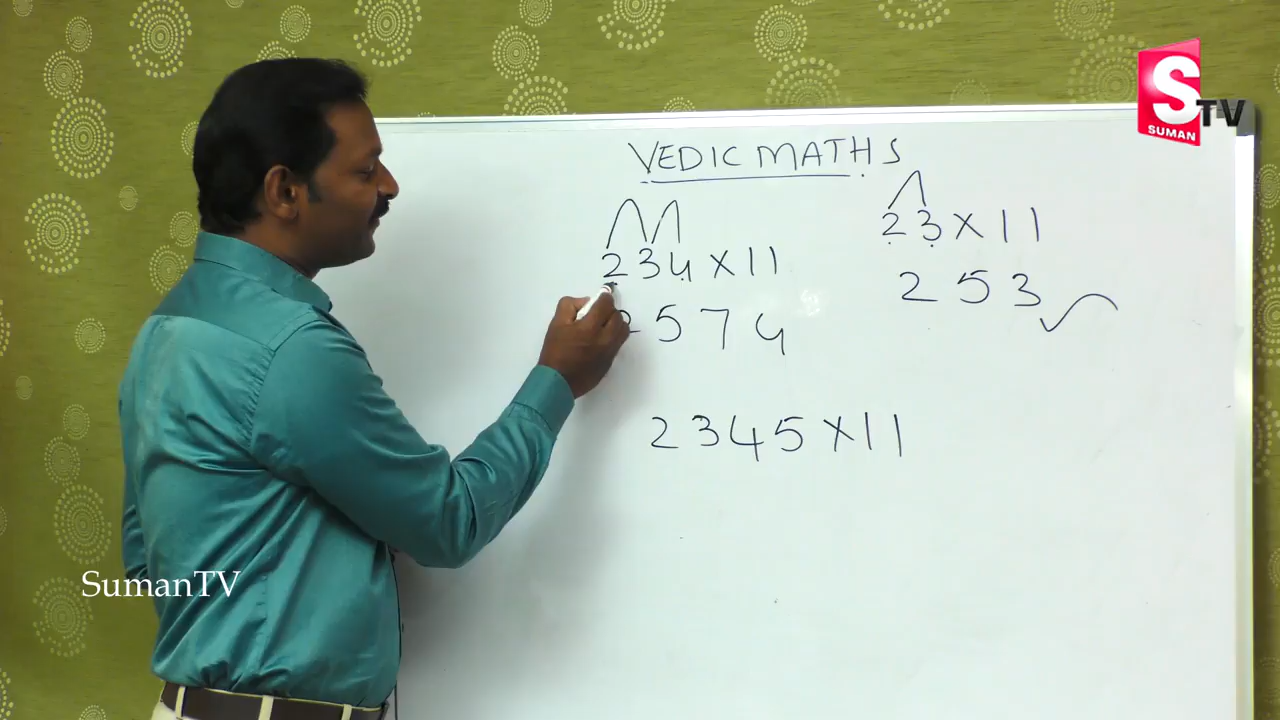 VEDIC MATHS
234 X 11
2574
23 X 11
253
2345 X 11
S TV
SUMAN
SumanTV